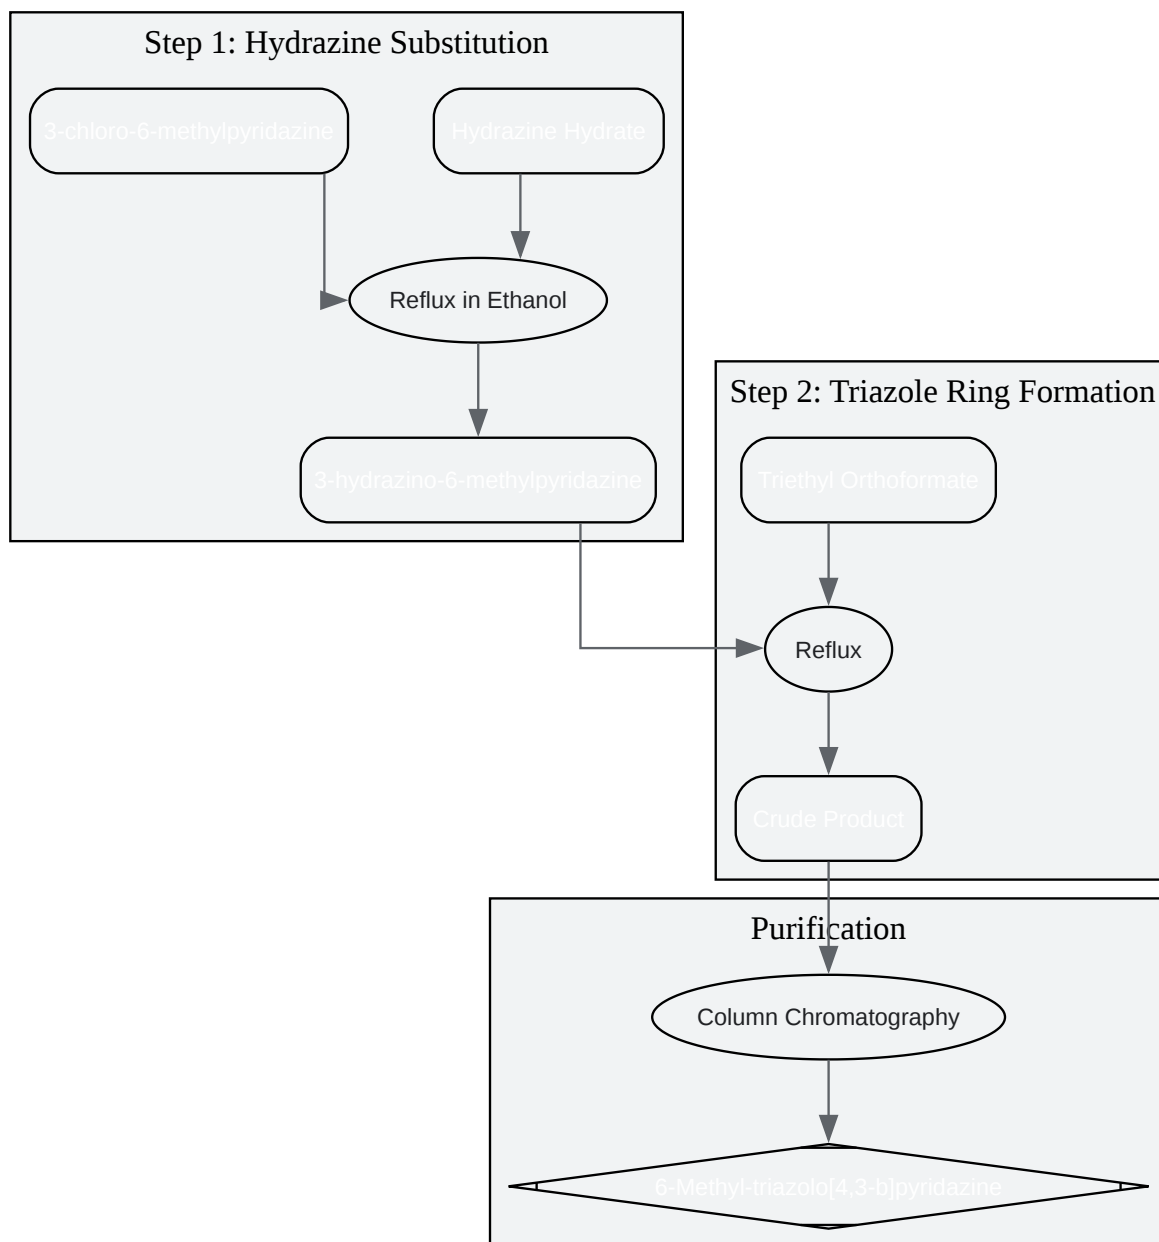 Step 1: Hydrazine Substitution
3-chloro-6-methylpyridazine
Hydrazine Hydrate
Reflux in Ethanol
3-hydrazino-6-methylpyridazine
Step 2: Triazole Ring Formation
Triethyl Orthoformate
Reflux
Crude Product
Purification
Column Chromatography
6-Methyl-triazolo[4,3-b]pyridazine